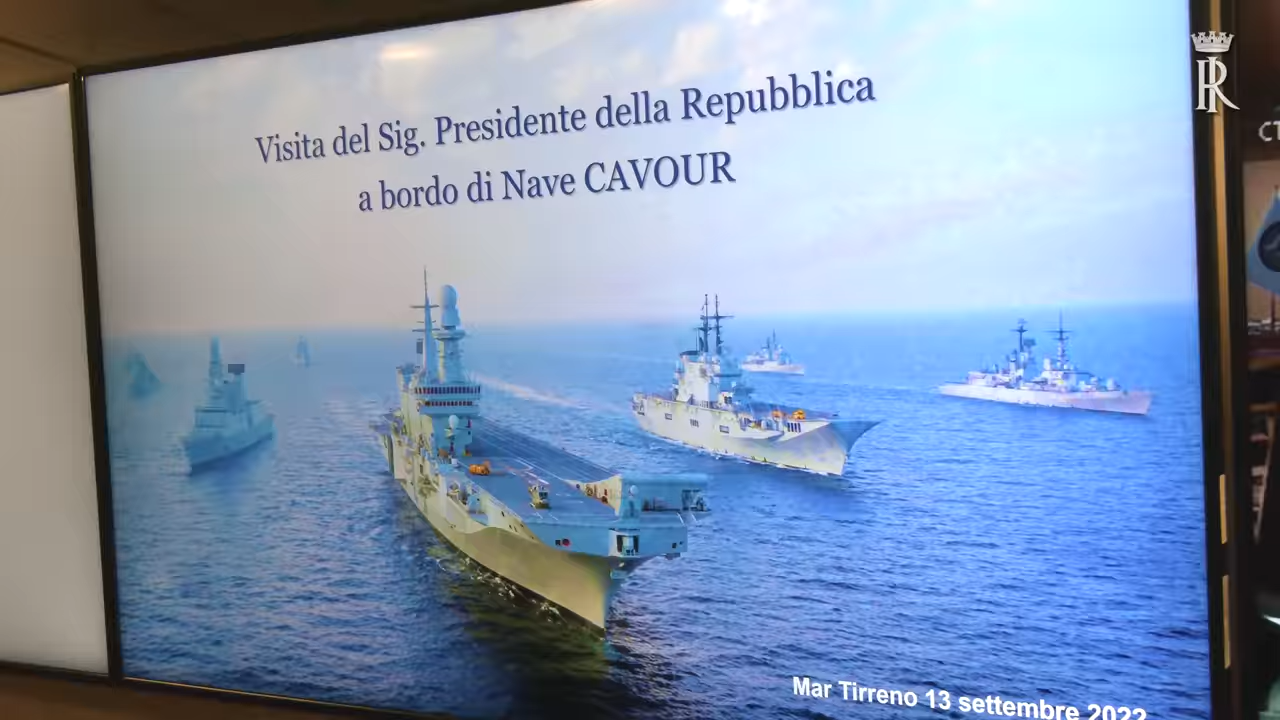 Visita del Sig. Presidente della Repubblica
a bordo di Nave CAVOUR
Mar Tirreno 13 settembre 2022